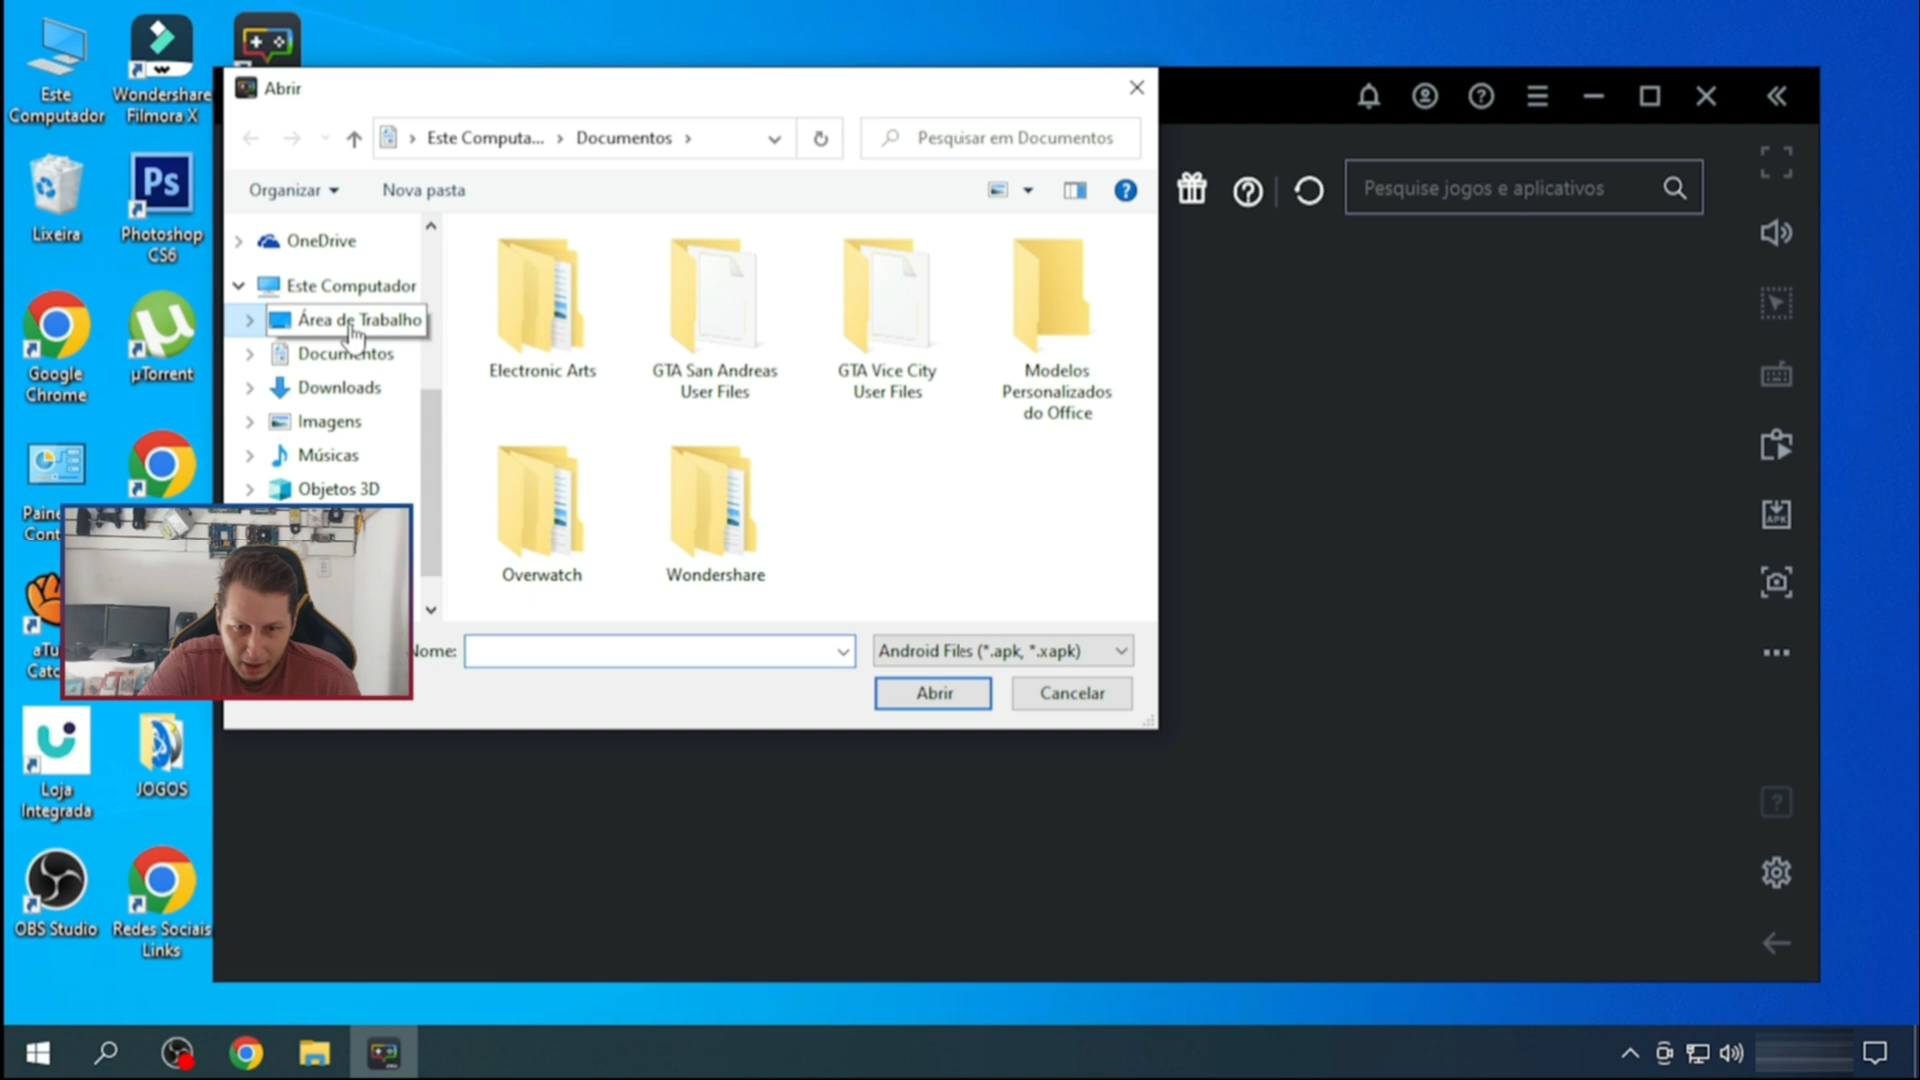 Este
Computador
Wondershare
Filmora X
Lixeira
Ps
Photoshop
CS6
Google
Chrome
µTorrent
Paine
Cont
aTu
Catc
Loja
Integrada
JOGOS
OBS Studio
Redes Sociais
Links
Abrir
Este Computa... > Documentos >
Pesquisar em Documentos
Organizar
Nova pasta
OneDrive
Este Computador
Área de Trabalho
Documentos
Downloads
Imagens
Músicas
Objetos 3D
Electronic Arts
GTA San Andreas
User Files
GTA Vice City
User Files
Modelos
Personalizados
do Office
Overwatch
Wondershare
Nome:
Android Files (*.apk, *.xapk)
Abrir
Cancelar
Pesquise jogos e aplicativos
APK